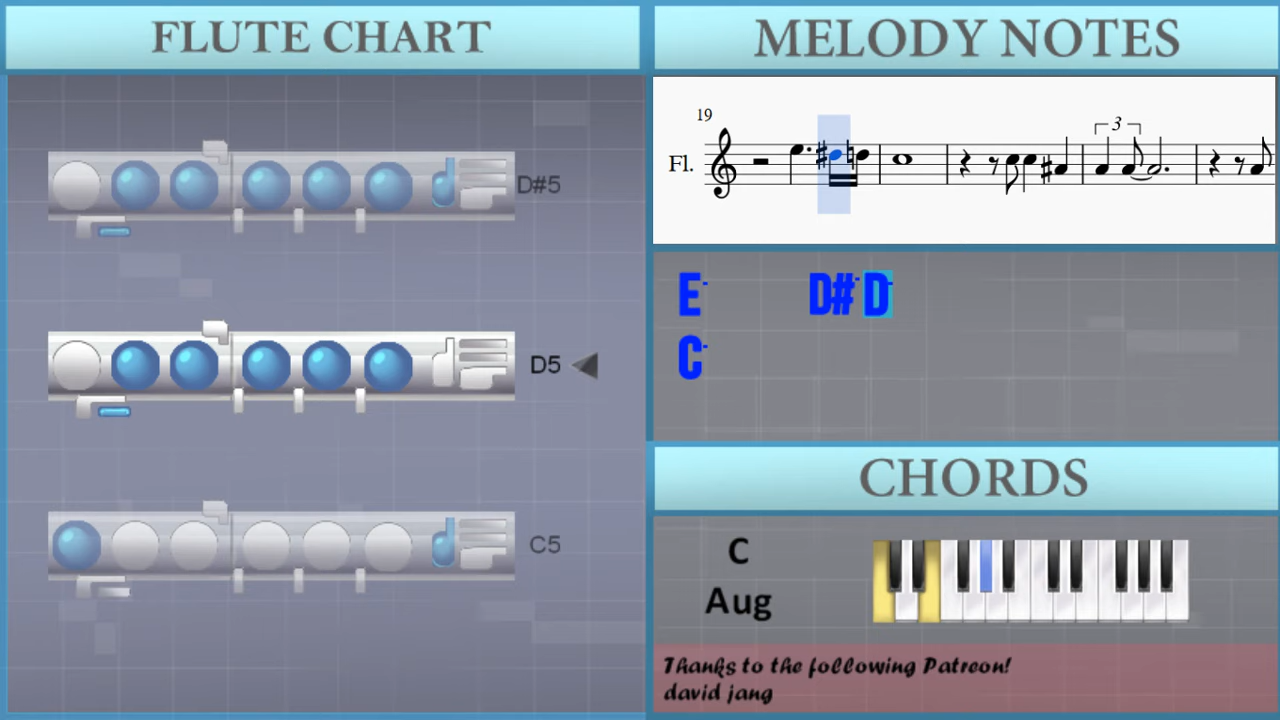 FLUTE CHART
D#5
D5
C5
MELODY NOTES
19
Fl.
3
E-
D#- D-
C-
CHORDS
C
Aug
Thanks to the following Patreon!
david jang